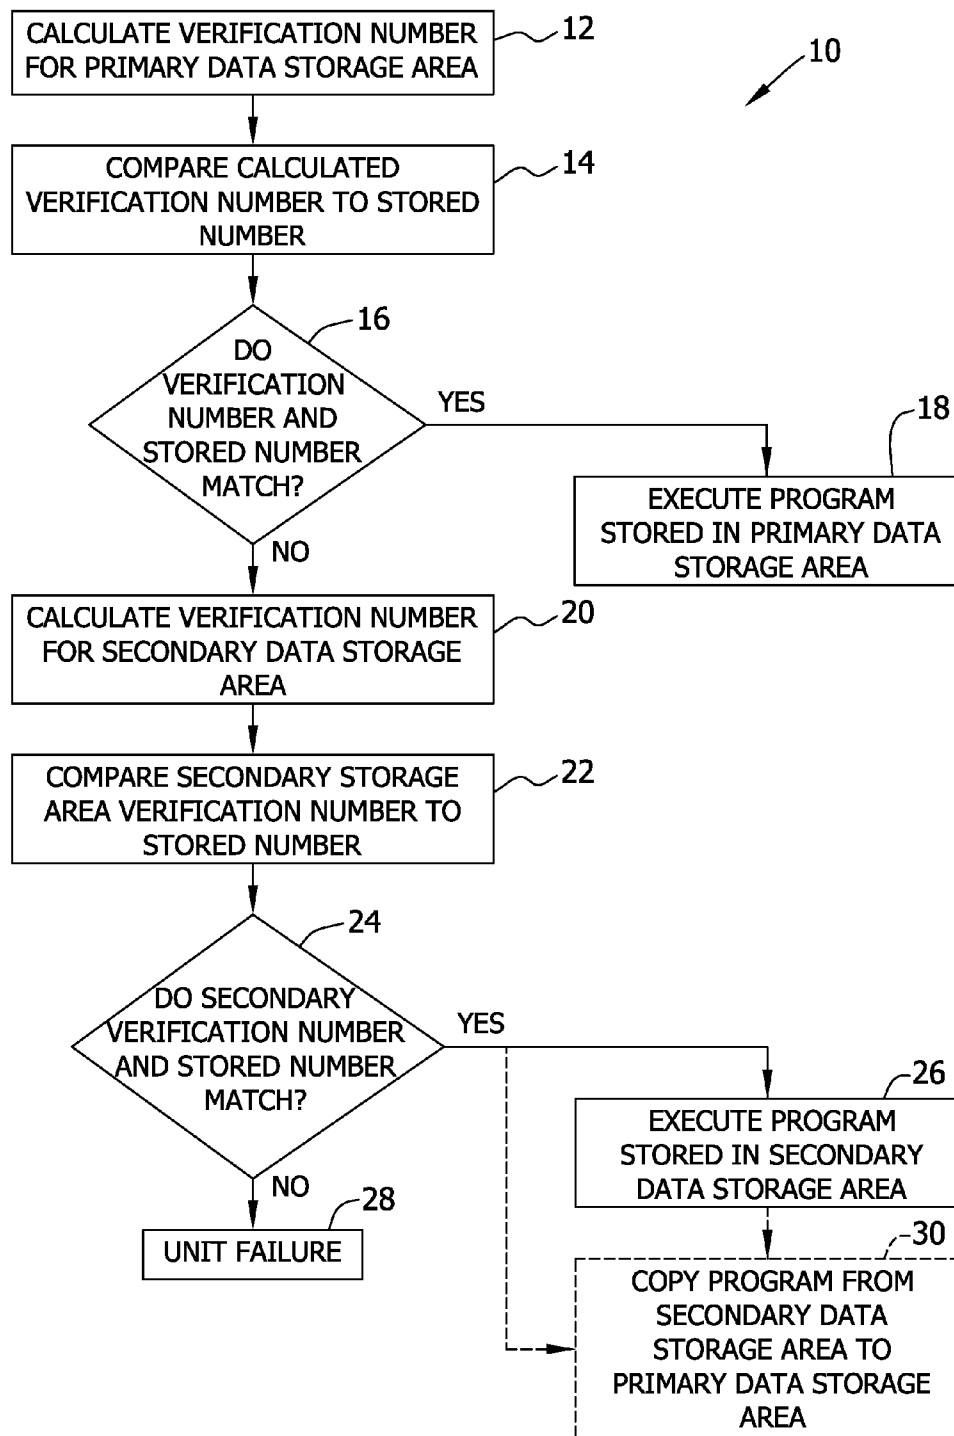 CALCULATE VERIFICATION NUMBER
FOR PRIMARY DATA STORAGE AREA
12
10
COMPARE CALCULATED
VERIFICATION NUMBER TO STORED
NUMBER
14
16
DO
VERIFICATION
NUMBER AND
STORED NUMBER
MATCH?
YES
18
EXECUTE PROGRAM
STORED IN PRIMARY DATA
STORAGE AREA
NO
CALCULATE VERIFICATION NUMBER
FOR SECONDARY DATA STORAGE
AREA
20
COMPARE SECONDARY STORAGE
AREA VERIFICATION NUMBER TO
STORED NUMBER
22
24
DO SECONDARY
VERIFICATION NUMBER
AND STORED NUMBER
MATCH?
YES
26
EXECUTE PROGRAM
STORED IN SECONDARY
DATA STORAGE AREA
NO
28
UNIT FAILURE
30
COPY PROGRAM FROM
SECONDARY DATA
STORAGE AREA TO
PRIMARY DATA STORAGE
AREA